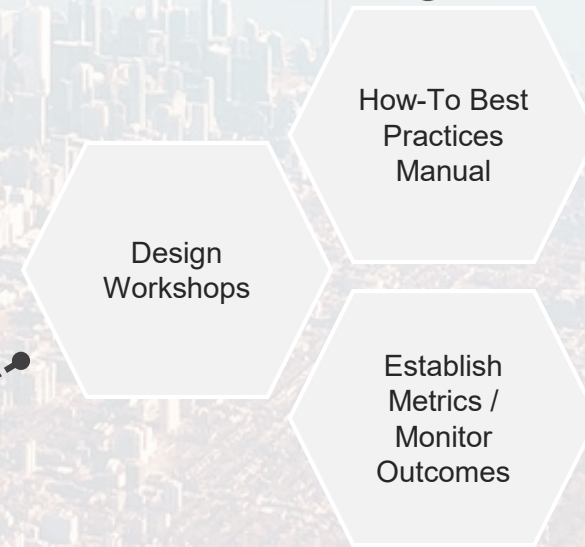 How-To Best
Practices
Manual
Design
Workshops
Establish
Metrics /
Monitor
Outcomes